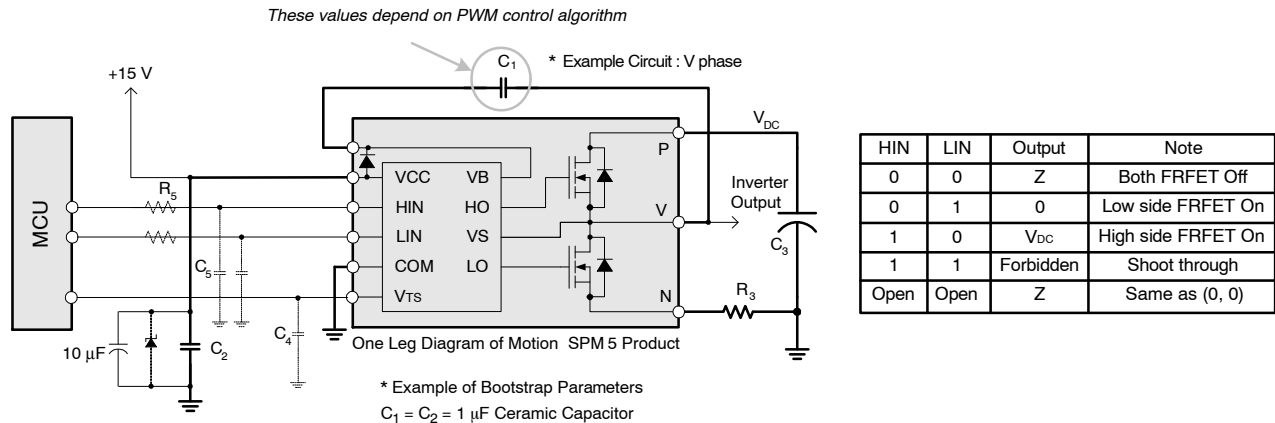 These values depend on PWM control algorithm
C1
* Example Circuit : V phase
+15 V
MCU
R5
C5
C4
10 μF
C2
VCC
HIN
LIN
COM
VTS
VB
HO
VS
LO
P
V
N
VDC
Inverter
Output
C3
R3
One Leg Diagram of Motion SPM 5 Product
* Example of Bootstrap Parameters
C1 = C2 = 1 μF Ceramic Capacitor
HIN LIN Output Note
0 0 Z Both FRFET Off
0 1 0 Low side FRFET On
1 0 VDC High side FRFET On
1 1 Forbidden Shoot through
Open Open Z Same as (0, 0)